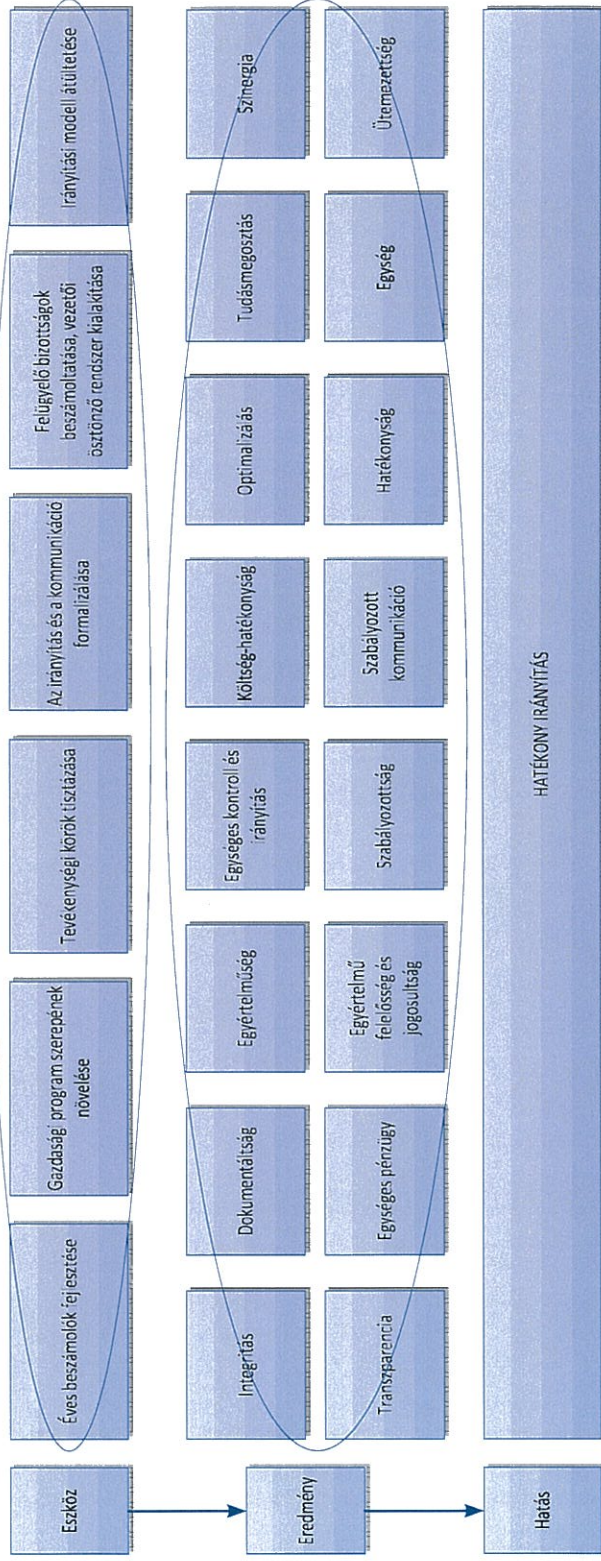 Eszköz
Éves beszámolók fejlesztése
Gazdasági program szerepének
növelése
Tevékenységi körök tisztázása
Az irányítás és a kommunikáció
formalizálása
Felügyelő bizottságok
beszámoltatása, vezetői
ösztönző rendszer kialakítása
Irányítási modell átültetése
Eredmény
Integritás
Dokumentáltság
Egyértelműség
Egységes kontroll és
irányítás
Költség-hatékonyság
Optimalizálás
Tudásmegosztás
Szinergia
Transzparencia
Egységes pénzügy
Egyértelmű
felelősség és
jogosultság
Szabályozottság
Szabályozott
kommunikáció
Hatékonyság
Egység
Ütemezettség
Hatás
HATÉKONY IRÁNYÍTÁS